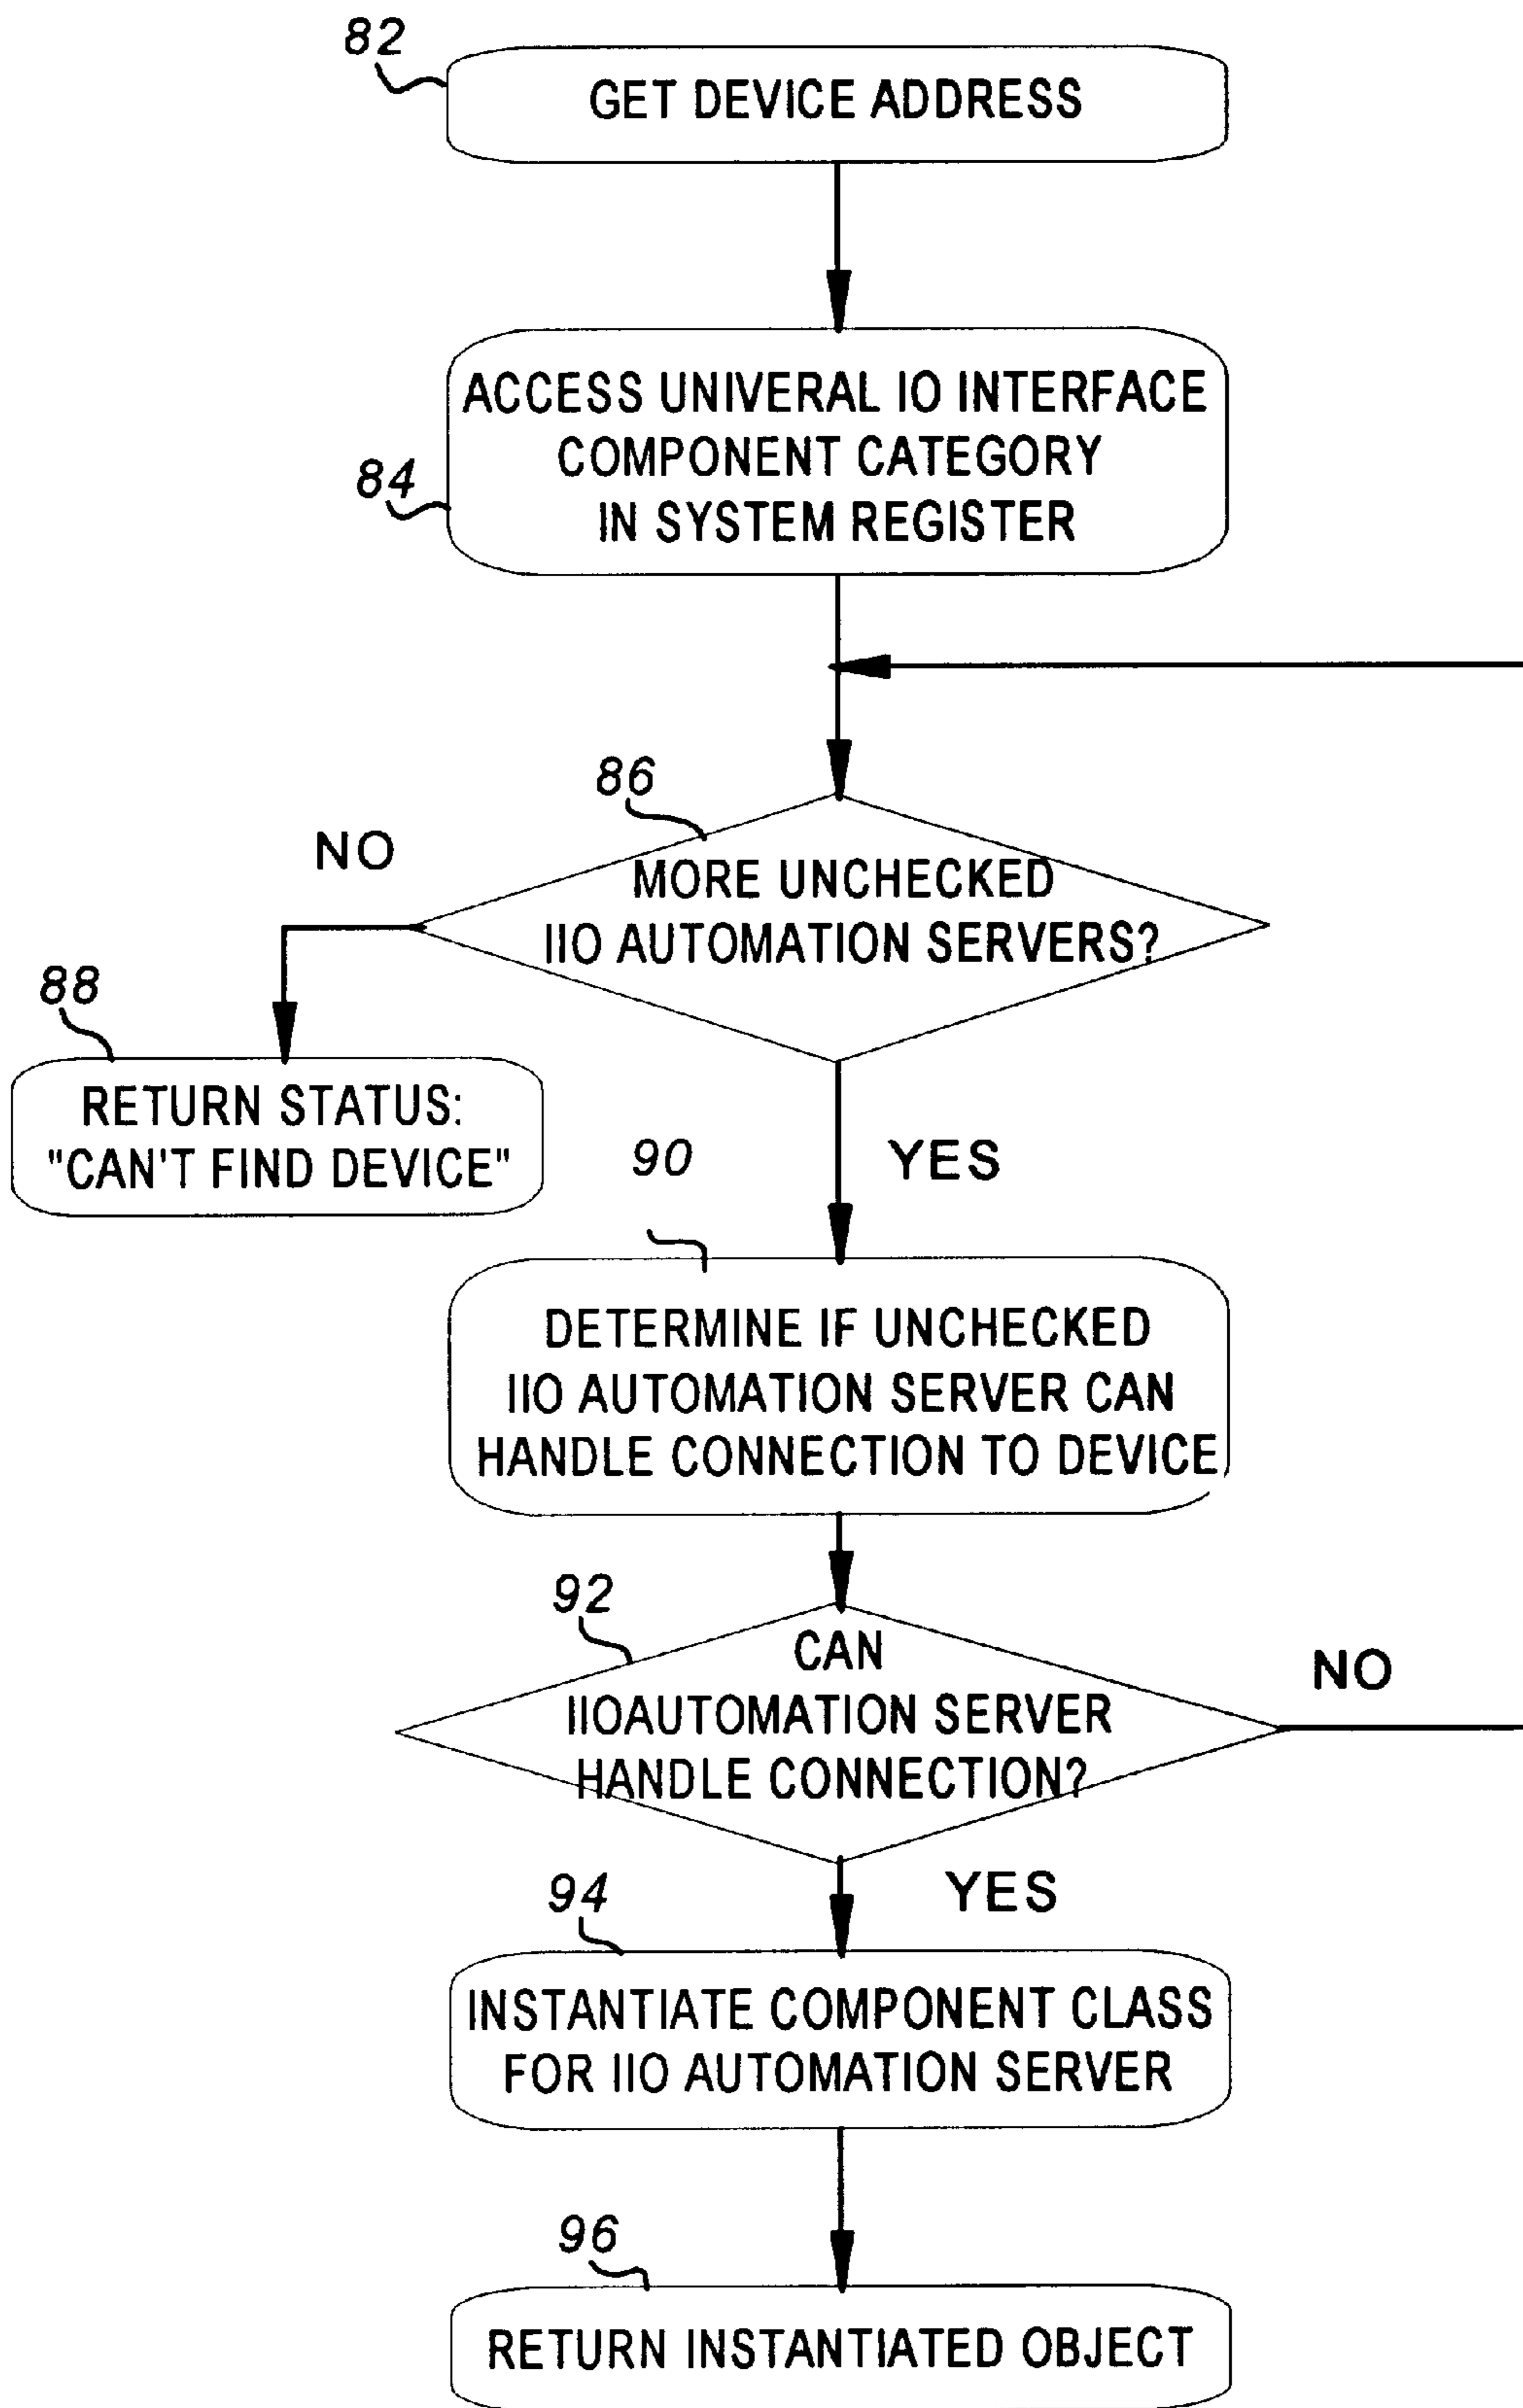 82
GET DEVICE ADDRESS
ACCESS UNIVERAL IO INTERFACE
COMPONENT CATEGORY
84
IN SYSTEM REGISTER
86
NO
MORE UNCHECKED
IIO AUTOMATION SERVERS?
88
RETURN STATUS:
"CAN'T FIND DEVICE"
90
YES
DETERMINE IF UNCHECKED
IIO AUTOMATION SERVER CAN
HANDLE CONNECTION TO DEVICE
92
CAN
IIOAUTOMATION SERVER
HANDLE CONNECTION?
NO
94
YES
INSTANTIATE COMPONENT CLASS
FOR IIO AUTOMATION SERVER
96
RETURN INSTANTIATED OBJECT